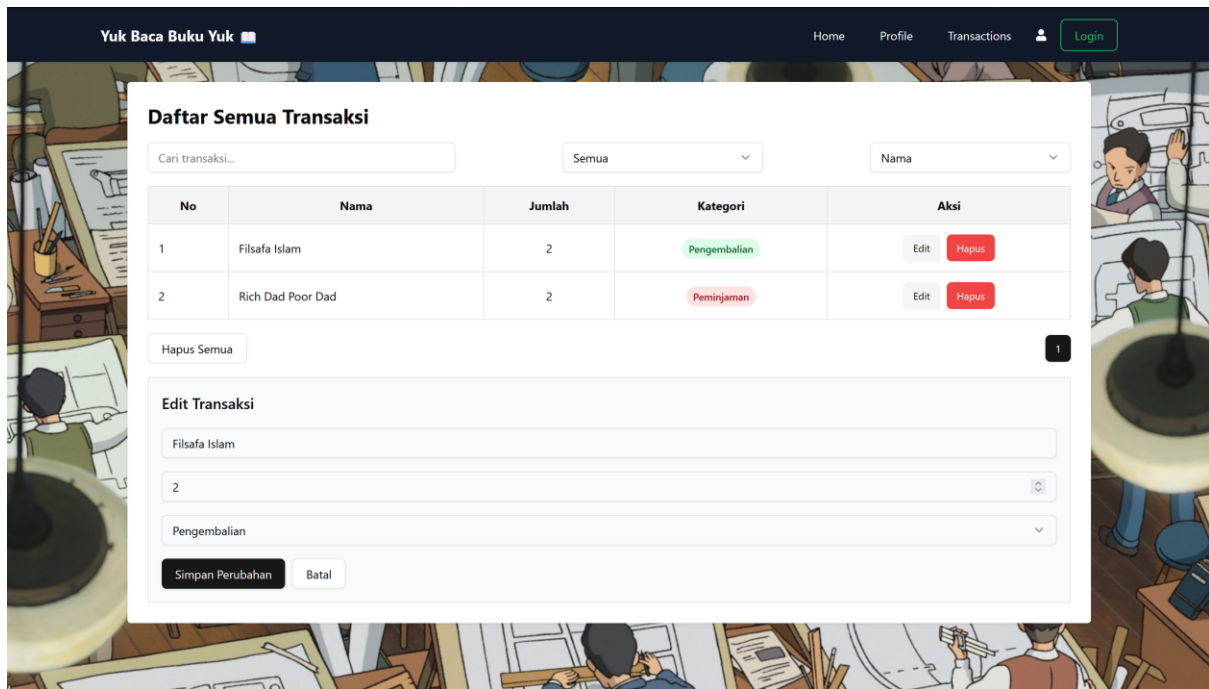 Yuk Baca Buku Yuk 📖 Home Profile Transactions Login
Daftar Semua Transaksi
Cari transaksi... Semua Nama
No Nama Jumlah Kategori Aksi
1 Filsafa Islam 2 Pengembalian Edit Hapus
2 Rich Dad Poor Dad 2 Peminjaman Edit Hapus
Hapus Semua 1
Edit Transaksi
Filsafa Islam
2
Pengembalian
Simpan Perubahan Batal